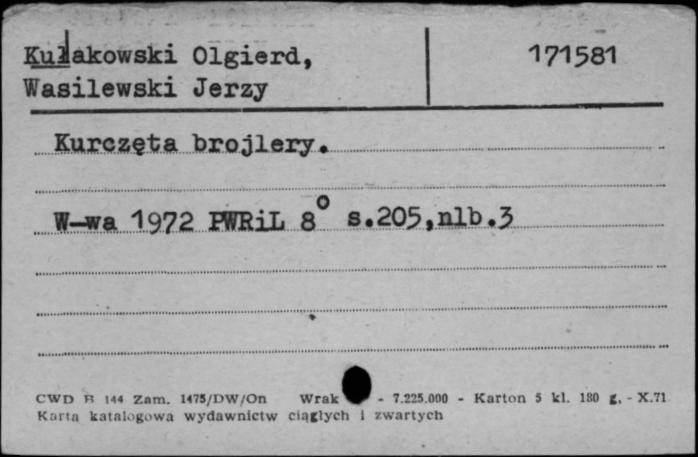 Kułakowski Olgierd,
171581
Wasilewski Jerzy
Kurczęta brojlery.
W-wa 1972 PWRiL 8° s.205,nlb.3
CWD B 144 Zam. 1475/DW/On Wrak - 7.225.000 - Karton 5 kl. 180 g. - X.71
Karta katalogowa wydawnictw ciągłych i zwartych